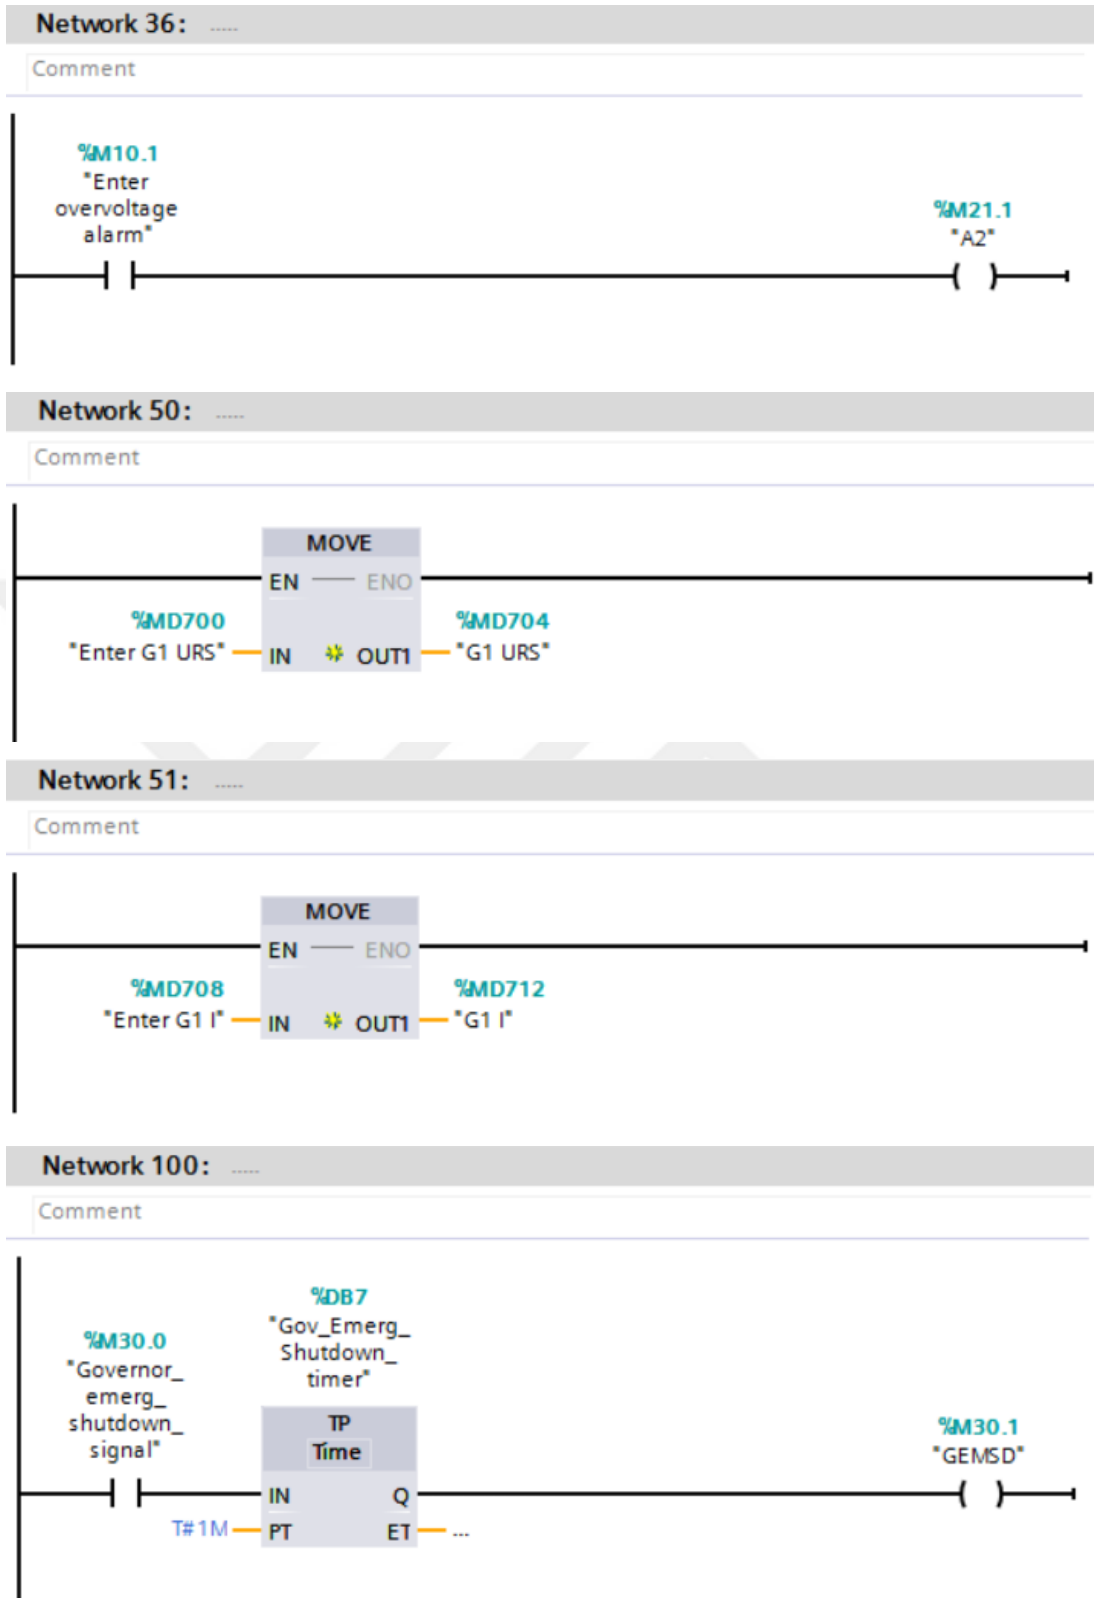 Network 36: .....
Comment
%M10.1
"Enter
overvoltage
alarm"
%M21.1
"A2"
Network 50: .....
Comment
MOVE
EN ENO
%MD700
"Enter G1 URS"
IN OUT1
%MD704
"G1 URS"
Network 51: .....
Comment
MOVE
EN ENO
%MD708
"Enter G1 I"
IN OUT1
%MD712
"G1 I"
Network 100: .....
Comment
%DB7
"Gov_Emerg_
Shutdown_
timer"
%M30.0
"Governor_
emerg_
shutdown_
signal"
TP
Time
IN Q
T#1M PT ET ...
%M30.1
"GEMSD"